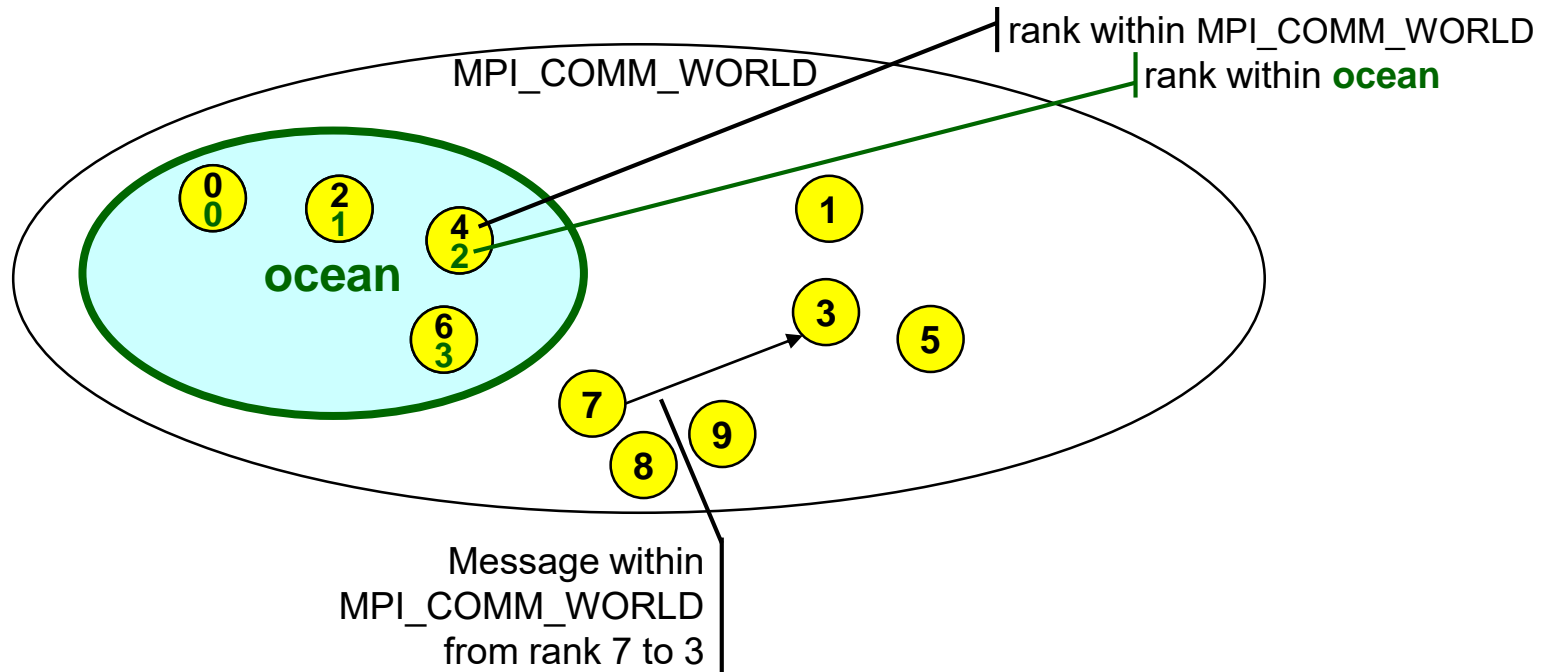 rank within MPI_COMM_WORLD
MPI_COMM_WORLD
rank within ocean
0
0
2
1
4
2
ocean
6
3
1
3
5
7
9
8
Message within
MPI_COMM_WORLD
from rank 7 to 3